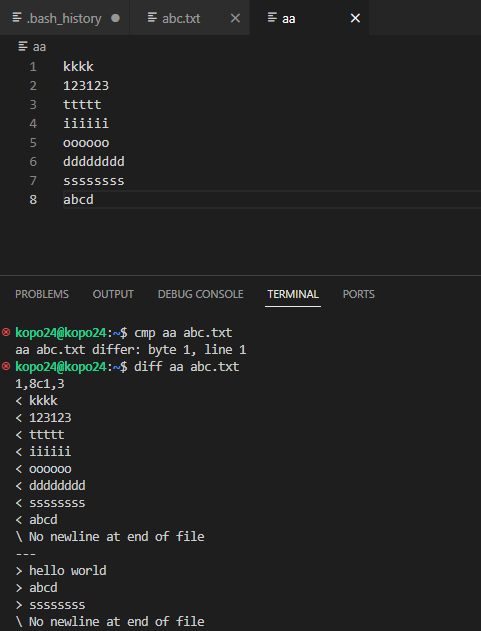 .bash_history abc.txt aa
aa
1 kkkk
2 123123
3 ttttt
4 iiiiii
5 oooooo
6 dddddddd
7 ssssssss
8 abcd
PROBLEMS OUTPUT DEBUG CONSOLE TERMINAL PORTS
kopo24@kopo24:~$ cmp aa abc.txt
aa abc.txt differ: byte 1, line 1
kopo24@kopo24:~$ diff aa abc.txt
1,8c1,3
< kkkk
< 123123
< ttttt
< iiiiii
< oooooo
< dddddddd
< ssssssss
< abcd
\ No newline at end of file
---
> hello world
> abcd
> ssssssss
\ No newline at end of file